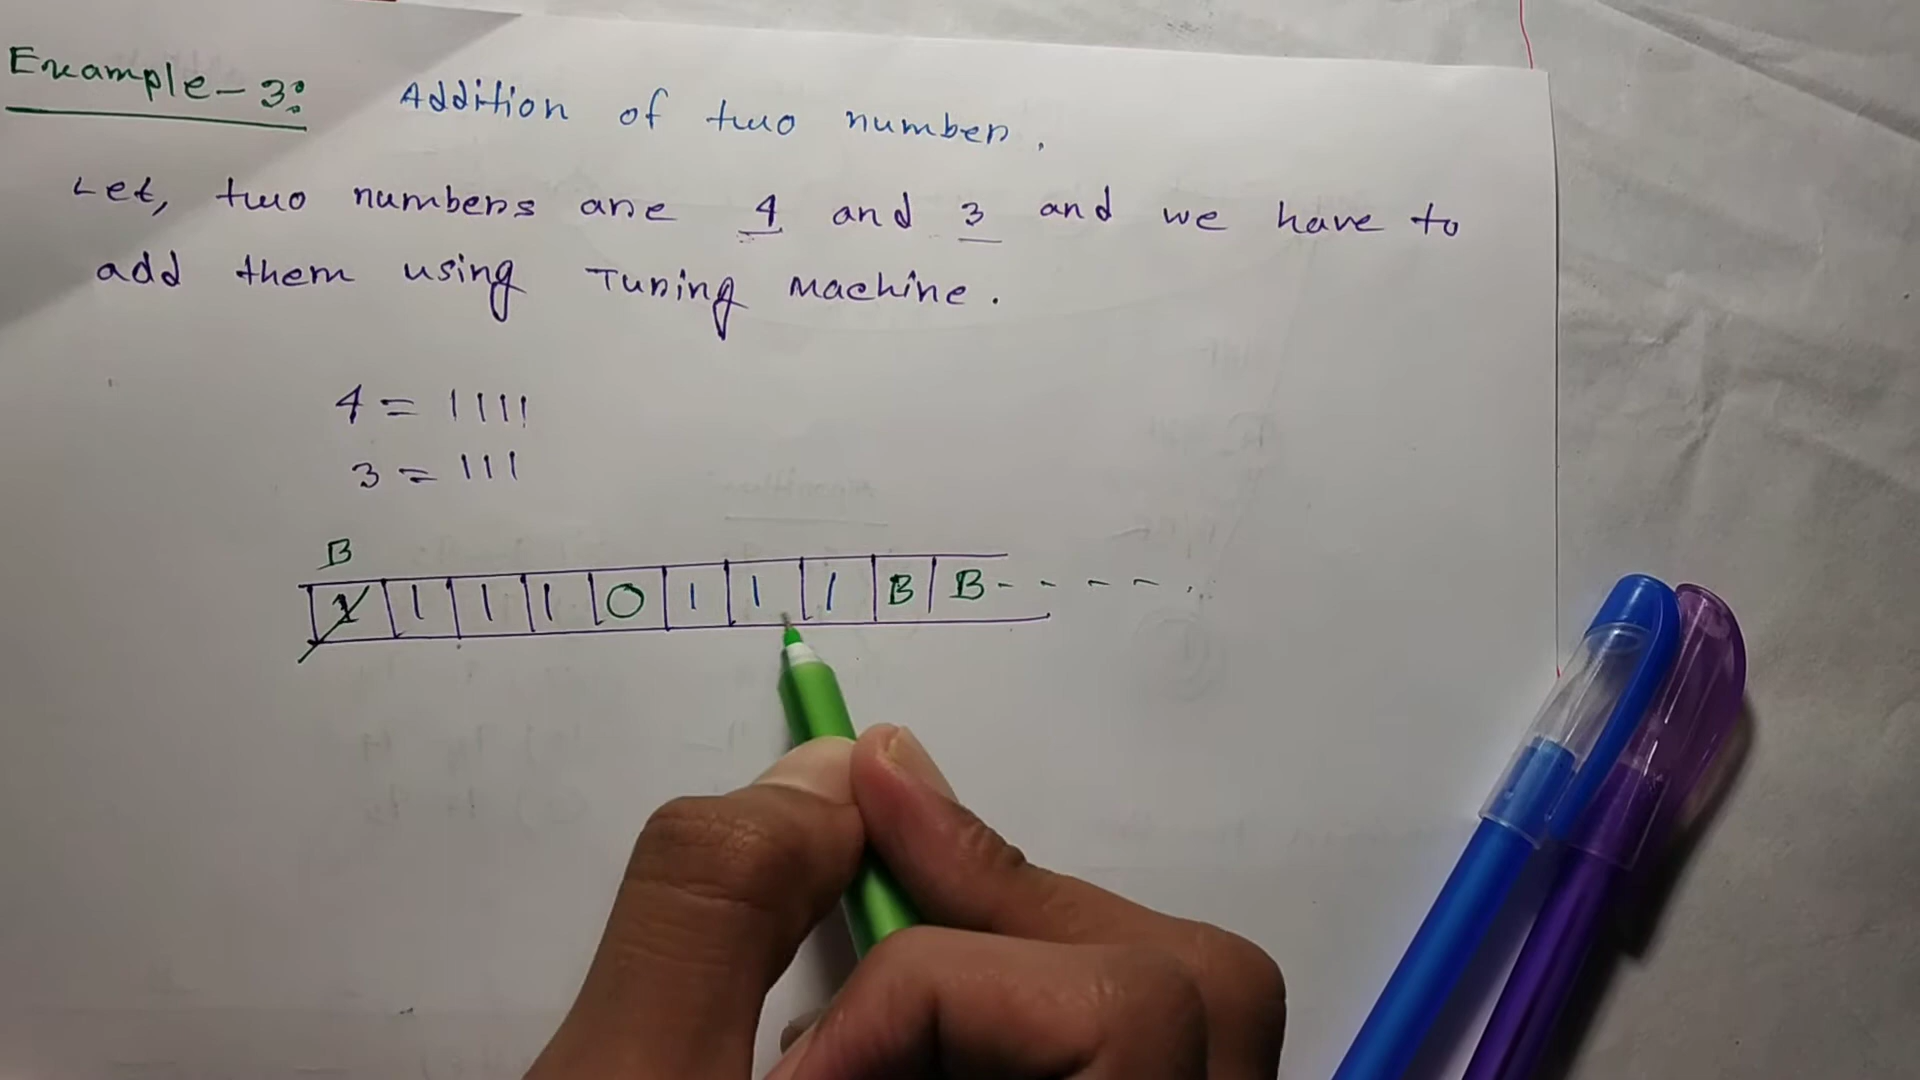 Example-3:
Addition of two number.
Let, two numbers are 4 and 3 and we have to
add them using Turing Machine.
4 = 1111
3 = 111
B
1 1 1 1 0 1 1 1 B B - - - - .